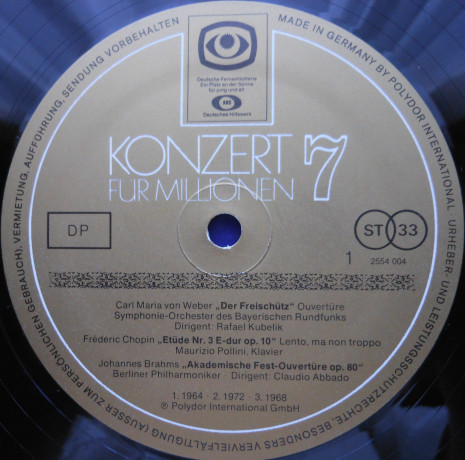 MADE IN GERMANY BY POLYDOR INTERNATIONAL · URHEBER- UND LEISTUNGSSCHUTZRECHTE, BESONDERS VERVIELFÄLTIGUNG (AUSSER ZUM PERSÖNLICHEN GEBRAUCH), VERMIETUNG, AUFFÜHRUNG, SENDUNG VORBEHALTEN
Deutsche Fernsehlotterie
Ein Platz an der Sonne
für jung und alt
Deutsches Hilfswerk
KONZERT 7
FÜR MILLIONEN
DP
ST 33
1 2554 004
Carl Maria von Weber „Der Freischütz“ Ouvertüre
Symphonie-Orchester des Bayerischen Rundfunks
Dirigent: Rafael Kubelik
Frédéric Chopin „Etüde Nr. 3 E-dur op. 10“ Lento, ma non troppo
Maurizio Pollini, Klavier
Johannes Brahms „Akademische Fest-Ouvertüre op. 80“
Berliner Philharmoniker · Dirigent: Claudio Abbado
1. 1964 · 2. 1972 · 3. 1968
℗ Polydor International GmbH